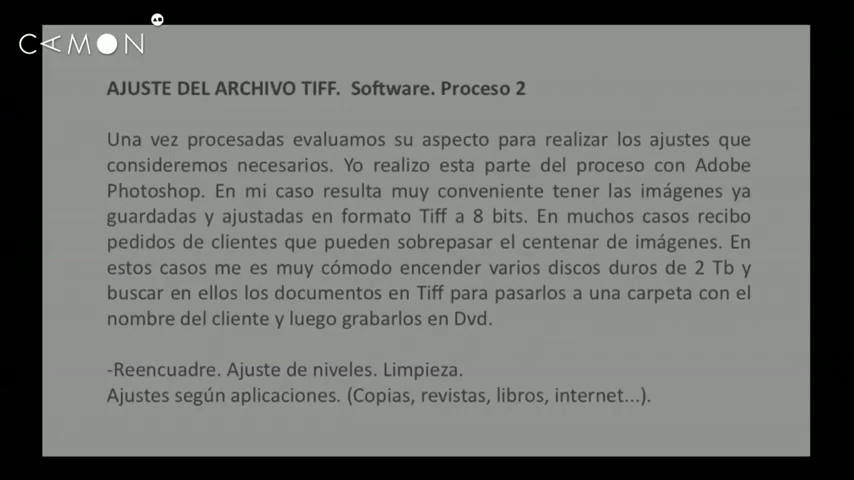 CAMON
AJUSTE DEL ARCHIVO TIFF. Software. Proceso 2
Una vez procesadas evaluamos su aspecto para realizar los ajustes que
consideremos necesarios. Yo realizo esta parte del proceso con Adobe
Photoshop. En mi caso resulta muy conveniente tener las imágenes ya
guardadas y ajustadas en formato Tiff a 8 bits. En muchos casos recibo
pedidos de clientes que pueden sobrepasar el centenar de imágenes. En
estos casos me es muy cómodo encender varios discos duros de 2 Tb y
buscar en ellos los documentos en Tiff para pasarlos a una carpeta con el
nombre del cliente y luego grabarlos en Dvd.
-Reencuadre. Ajuste de niveles. Limpieza.
Ajustes según aplicaciones. (Copias, revistas, libros, internet...).